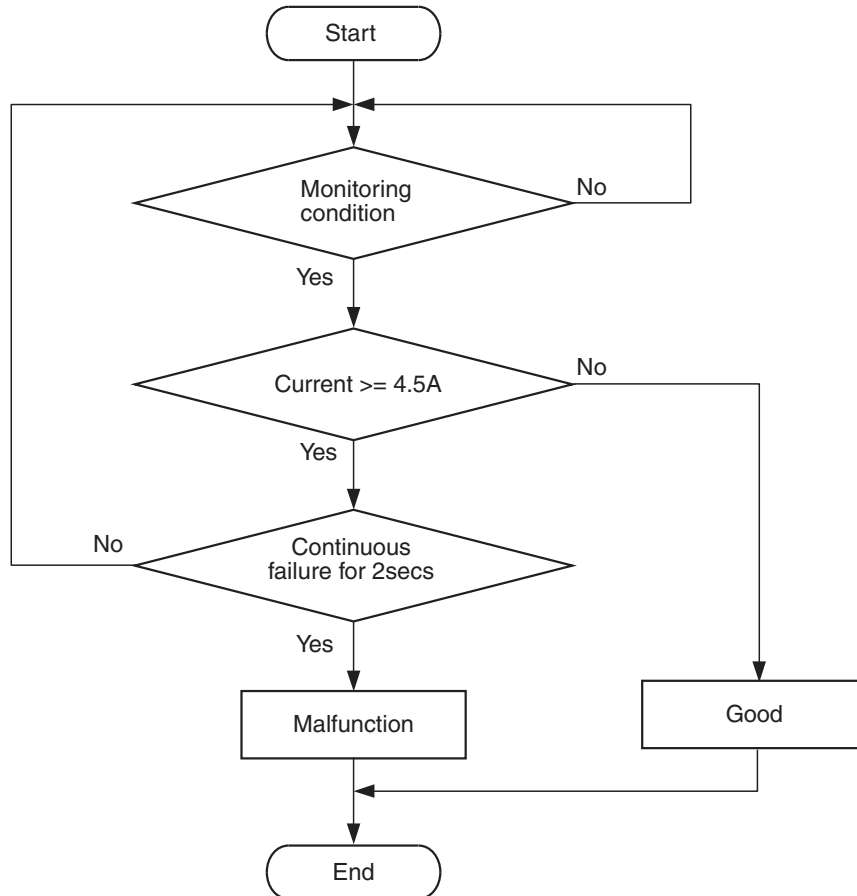 Start
Monitoring
condition
No
Yes
Current >= 4.5A
No
Yes
No
Continuous
failure for 2secs
Yes
Malfunction
Good
End